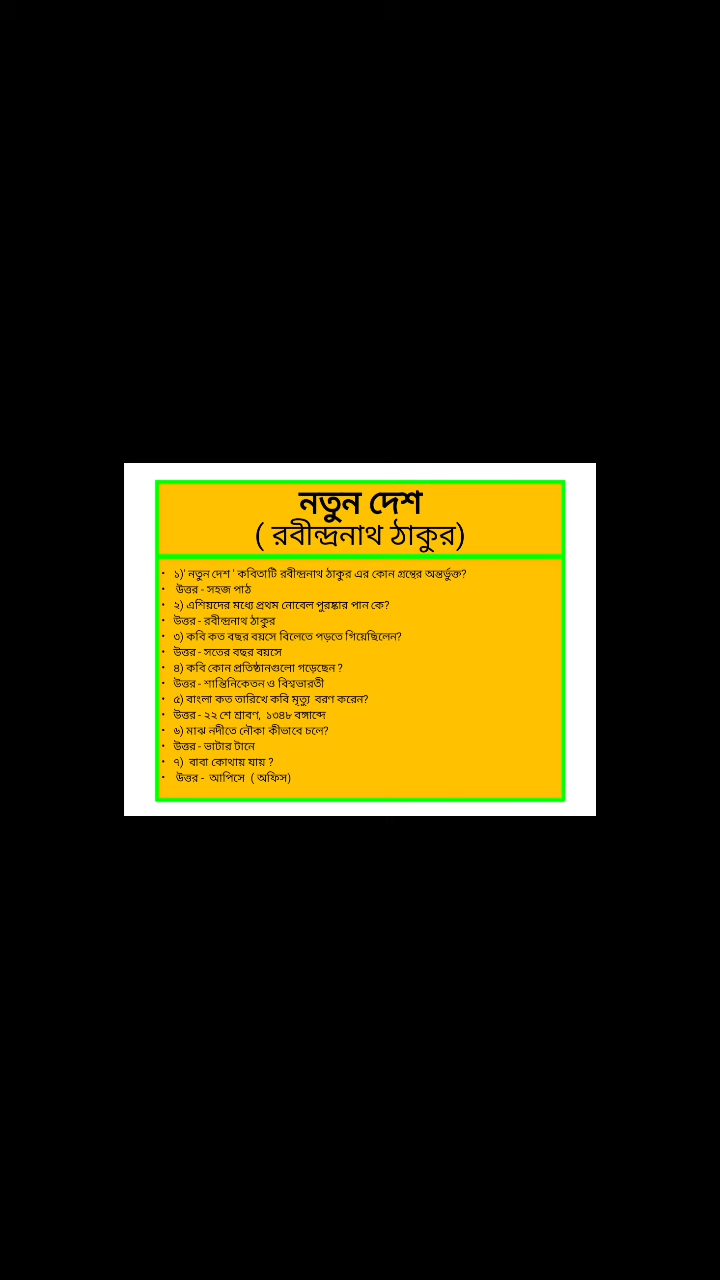 নতুন দেশ
( রবীন্দ্রনাথ ঠাকুর)
• ১)' নতুন দেশ ' কবিতাটি রবীন্দ্রনাথ ঠাকুর এর কোন গ্রন্থের অন্তর্ভুক্ত?
• উত্তর - সহজ পাঠ
• ২) এশিয়দের মধ্যে প্রথম নোবেল পুরষ্কার পান কে?
• উত্তর - রবীন্দ্রনাথ ঠাকুর
• ৩) কবি কত বছর বয়সে বিলেতে পড়তে গিয়েছিলেন?
• উত্তর - সতের বছর বয়সে
• ৪) কবি কোন প্রতিষ্ঠানগুলো গড়েছেন ?
• উত্তর - শান্তিনিকেতন ও বিশ্বভারতী
• ৫) বাংলা কত তারিখে কবি মৃত্যু বরণ করেন?
• উত্তর - ২২ শে শ্রাবণ, ১৩৪৮ বঙ্গাব্দে
• ৬) মাঝ নদীতে নৌকা কীভাবে চলে?
• উত্তর - ভাটার টানে
• ৭) বাবা কোথায় যায় ?
• উত্তর - আপিসে ( অফিস)